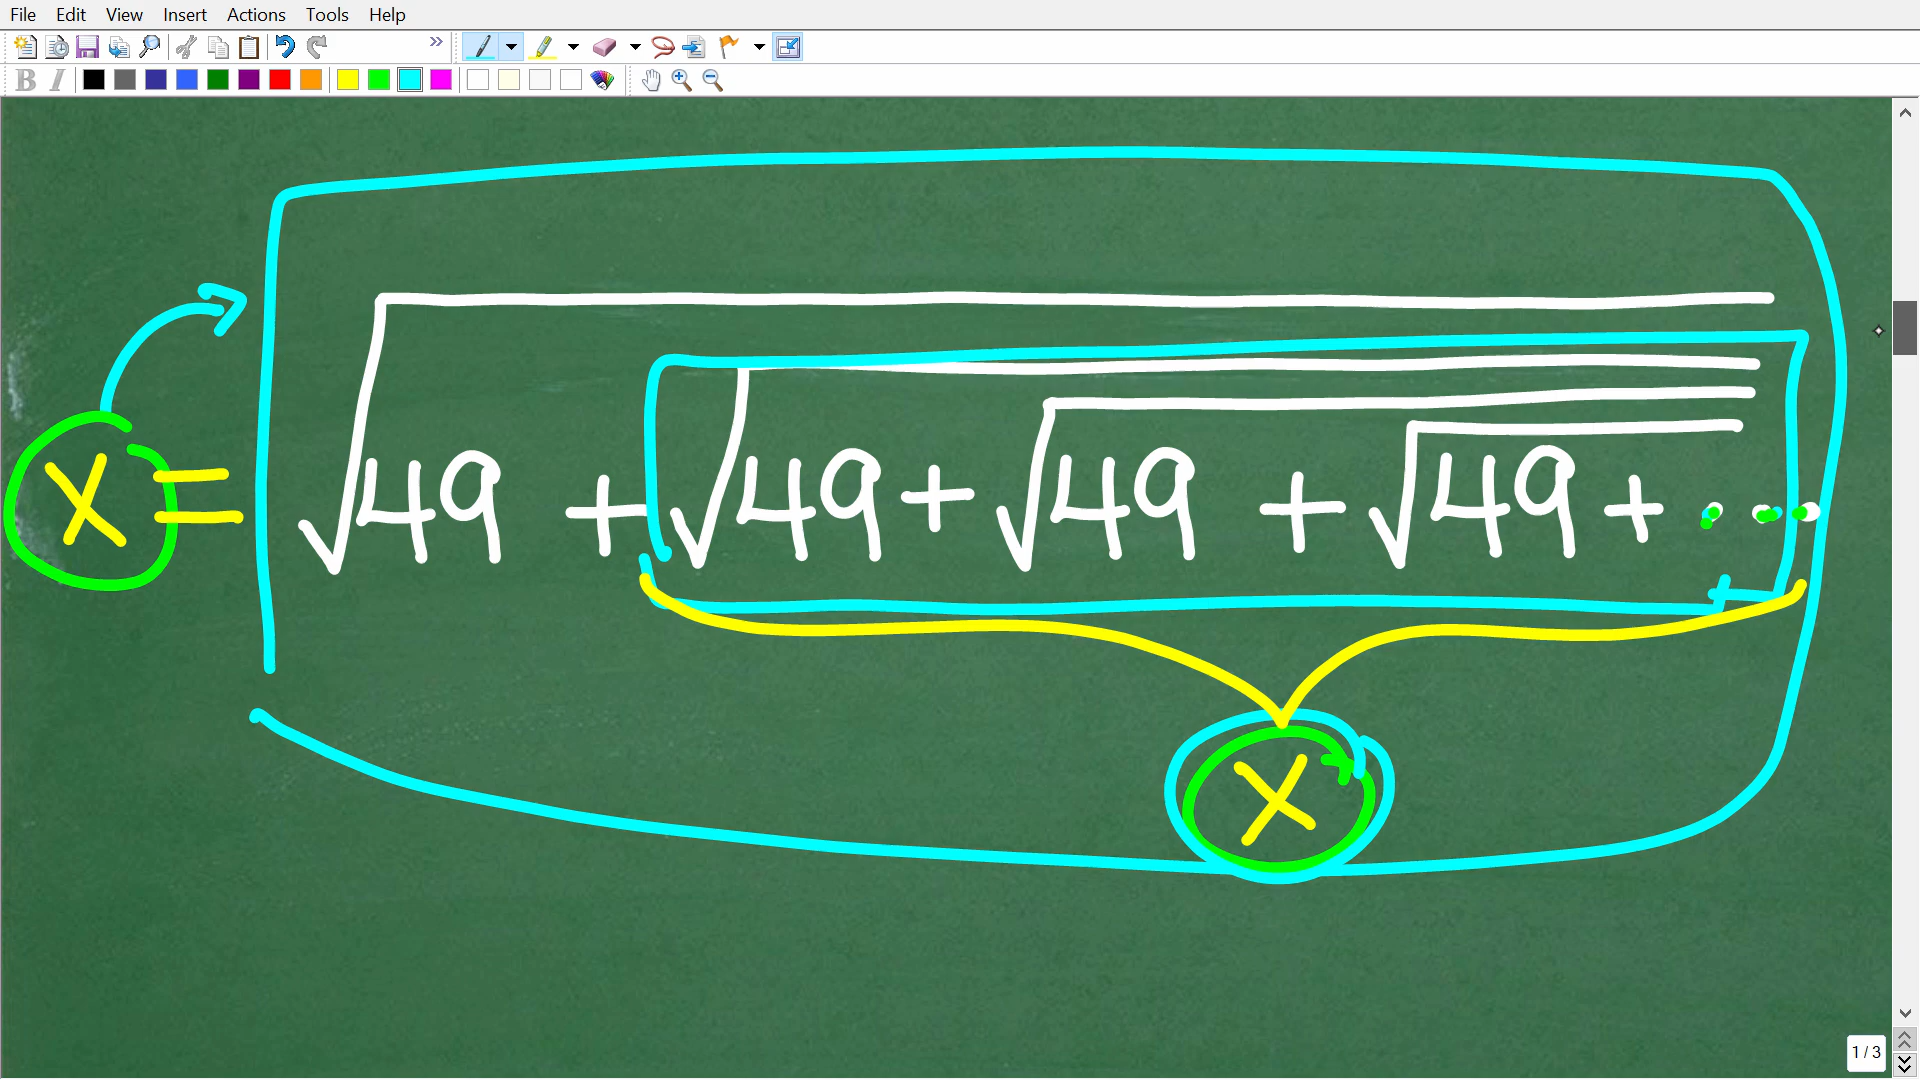 File Edit View Insert Actions Tools Help
B I
X = √49 + √49 + √49 + √49 + ...
X
1 / 3